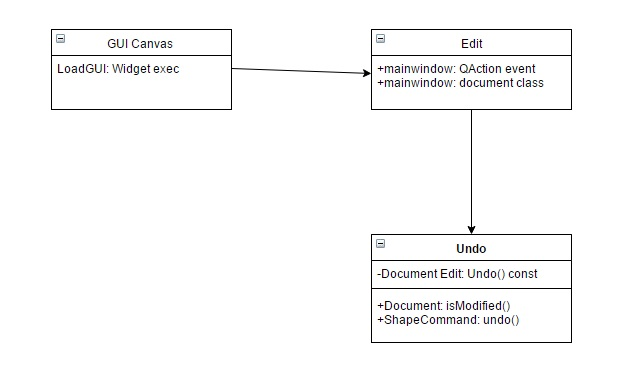 GUI Canvas
LoadGUI: Widget exec
Edit
+mainwindow: QAction event
+mainwindow: document class
Undo
-Document Edit: Undo() const
+Document: isModified()
+ShapeCommand: undo()